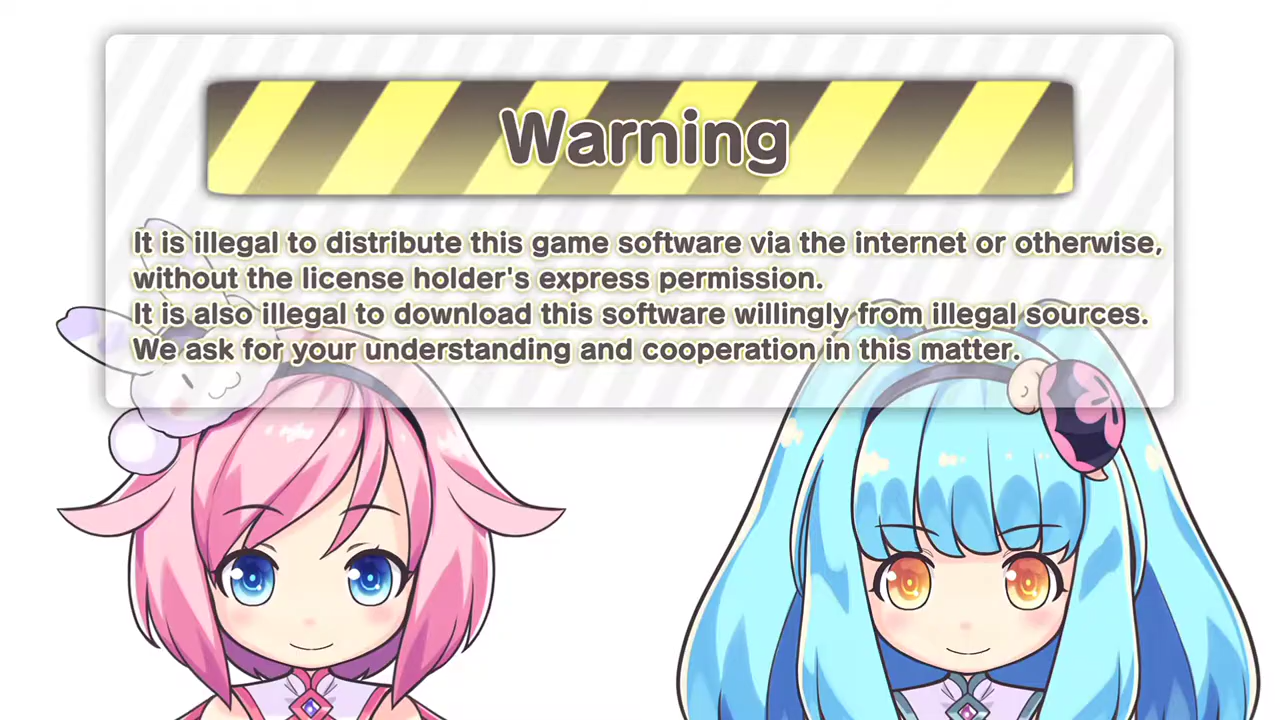 Warning
It is illegal to distribute this game software via the internet or otherwise,
without the license holder's express permission.
It is also illegal to download this software willingly from illegal sources.
We ask for your understanding and cooperation in this matter.